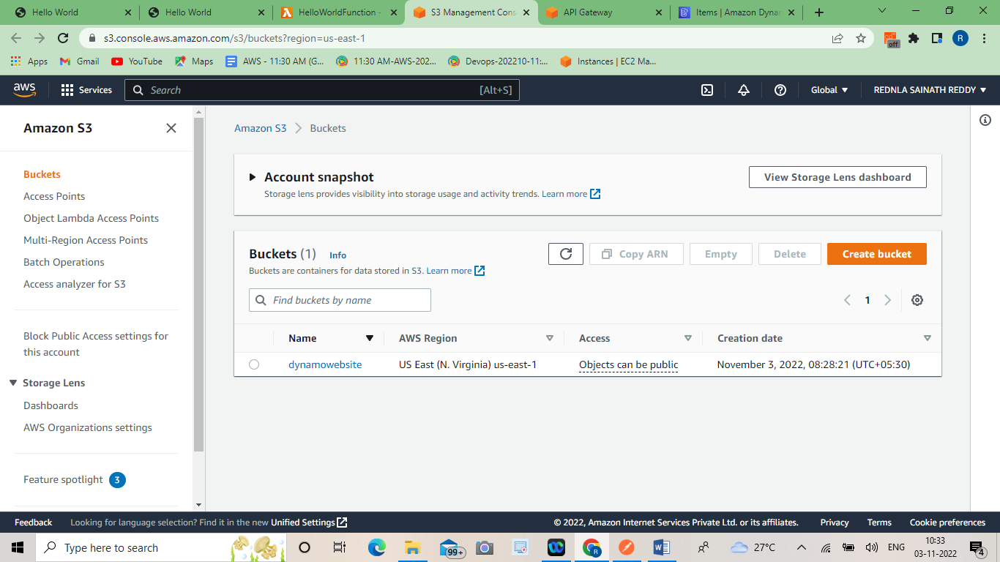 Hello World
Hello World
HelloWorldFunction -
S3 Management Cons
API Gateway
Items | Amazon Dynam
s3.console.aws.amazon.com/s3/buckets?region=us-east-1
off
R
Apps
Gmail
YouTube
Maps
AWS - 11:30 AM (G...
11:30 AM-AWS-202...
Devops-202210-11:...
Instances | EC2 Ma...
aws
Services
Search
[Alt+S]
Global
REDNLA SAINATH REDDY
Amazon S3
Buckets
Access Points
Object Lambda Access Points
Multi-Region Access Points
Batch Operations
Access analyzer for S3
Block Public Access settings for
this account
Storage Lens
Dashboards
AWS Organizations settings
Feature spotlight 3
Amazon S3
Buckets
Account snapshot
Storage lens provides visibility into storage usage and activity trends. Learn more
View Storage Lens dashboard
Buckets (1) Info
Buckets are containers for data stored in S3. Learn more
Copy ARN
Empty
Delete
Create bucket
Find buckets by name
1
Name AWS Region Access Creation date
dynamowebsite US East (N. Virginia) us-east-1 Objects can be public November 3, 2022, 08:28:21 (UTC+05:30)
Feedback Looking for language selection? Find it in the new Unified Settings
© 2022, Amazon Internet Services Private Ltd. or its affiliates. Privacy Terms Cookie preferences
Type here to search
99+
R
27°C
ENG
10:33
03-11-2022
4